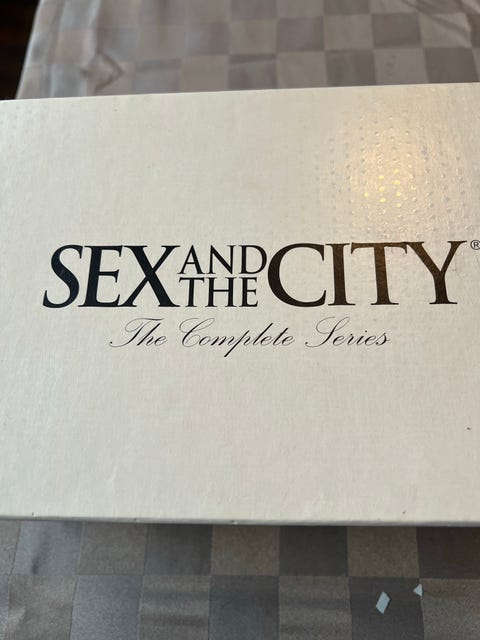 SEX AND THE CITY®
The Complete Series